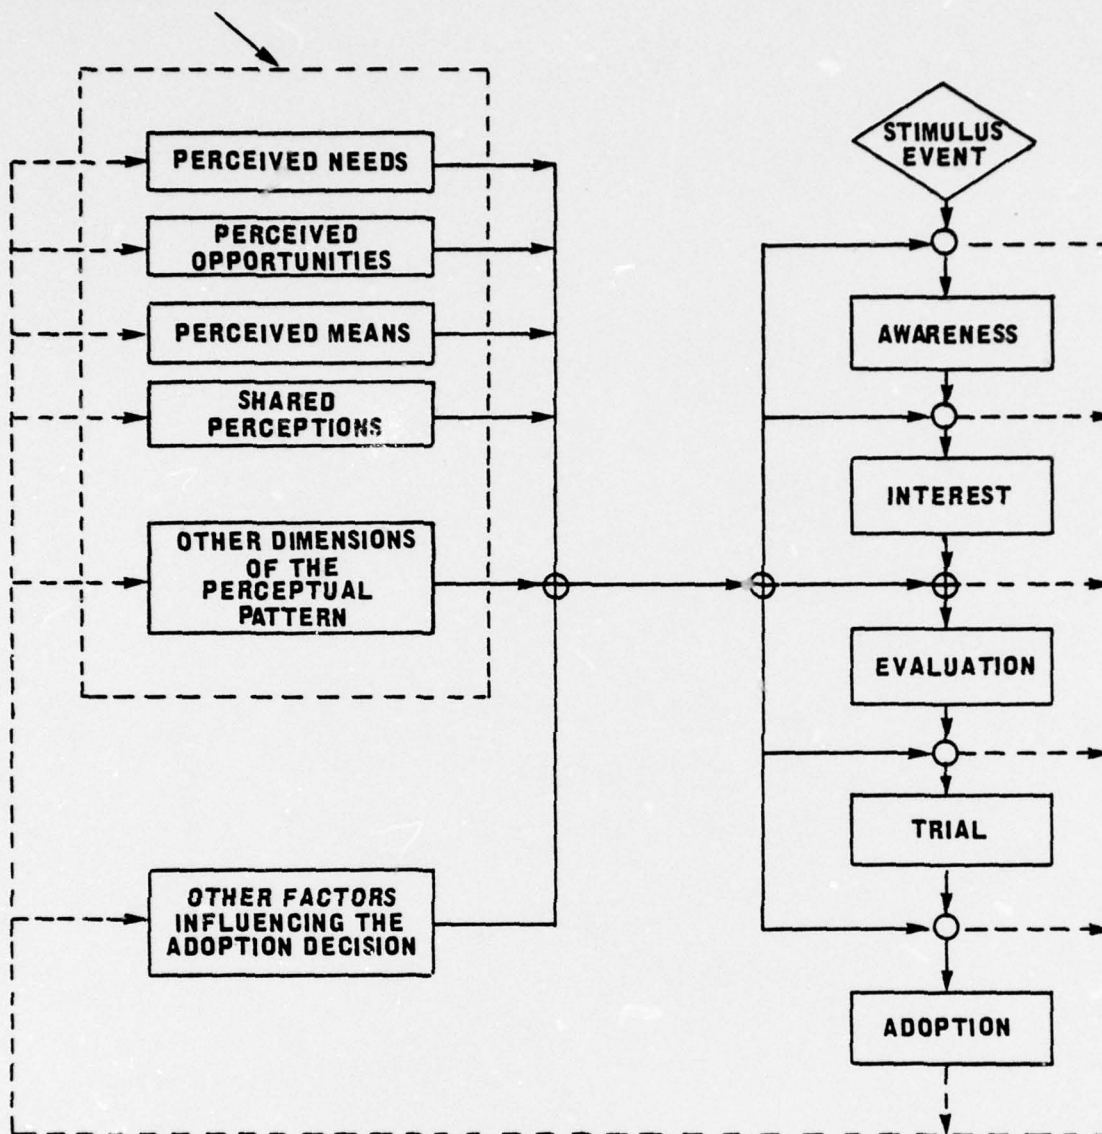 PERCEIVED NEEDS
PERCEIVED
OPPORTUNITIES
PERCEIVED MEANS
SHARED
PERCEPTIONS
OTHER DIMENSIONS
OF THE
PERCEPTUAL
PATTERN
OTHER FACTORS
INFLUENCING THE
ADOPTION DECISION
STIMULUS
EVENT
AWARENESS
INTEREST
EVALUATION
TRIAL
ADOPTION